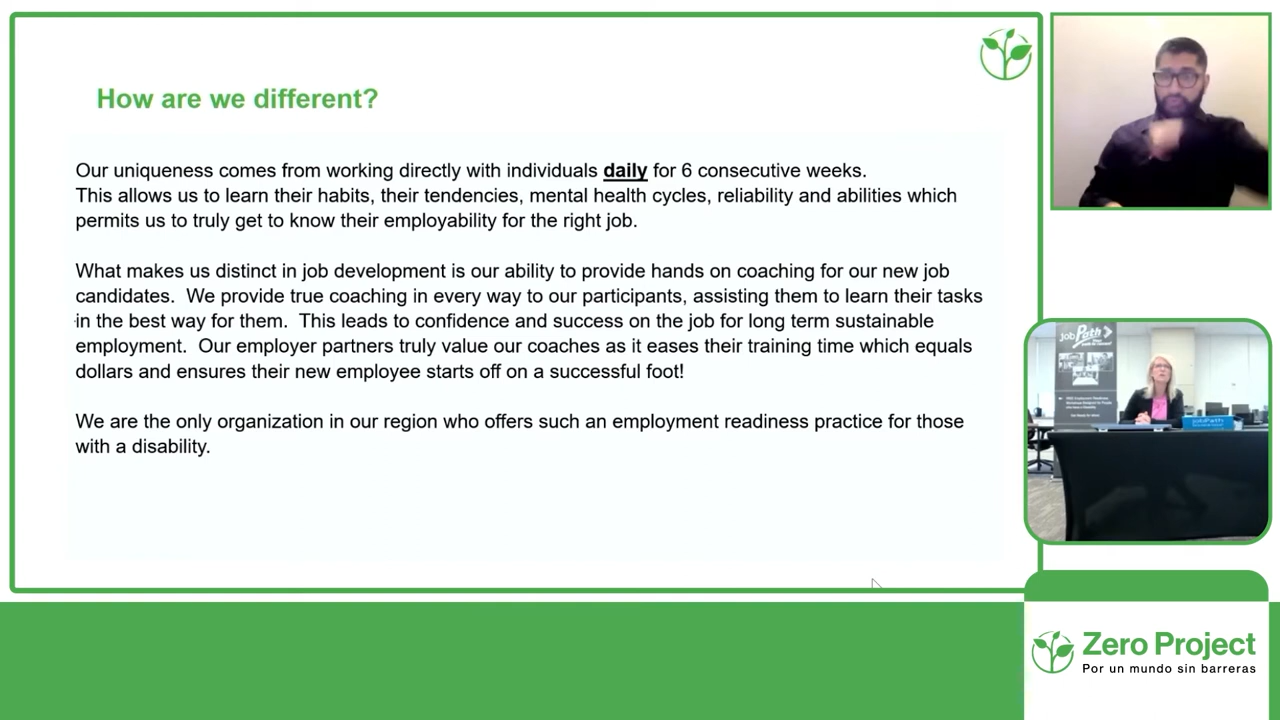 How are we different?
Our uniqueness comes from working directly with individuals daily for 6 consecutive weeks.
This allows us to learn their habits, their tendencies, mental health cycles, reliability and abilities which
permits us to truly get to know their employability for the right job.
What makes us distinct in job development is our ability to provide hands on coaching for our new job
candidates.  We provide true coaching in every way to our participants, assisting them to learn their tasks
in the best way for them.  This leads to confidence and success on the job for long term sustainable
employment.  Our employer partners truly value our coaches as it eases their training time which equals
dollars and ensures their new employee starts off on a successful foot!
We are the only organization in our region who offers such an employment readiness practice for those
with a disability.
jobPath
jobPath
Zero Project
Por un mundo sin barreras